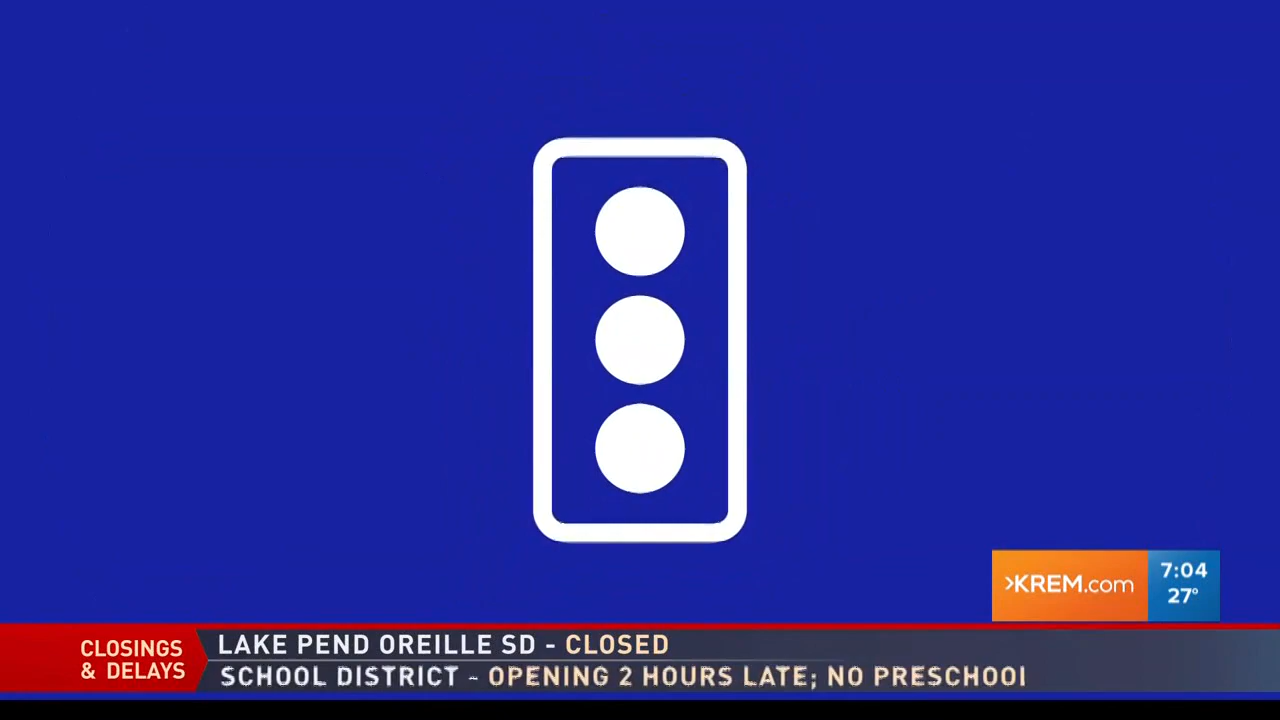 >KREM.com
7:04
27°
CLOSINGS
& DELAYS
LAKE PEND OREILLE SD - CLOSED
SCHOOL DISTRICT - OPENING 2 HOURS LATE; NO